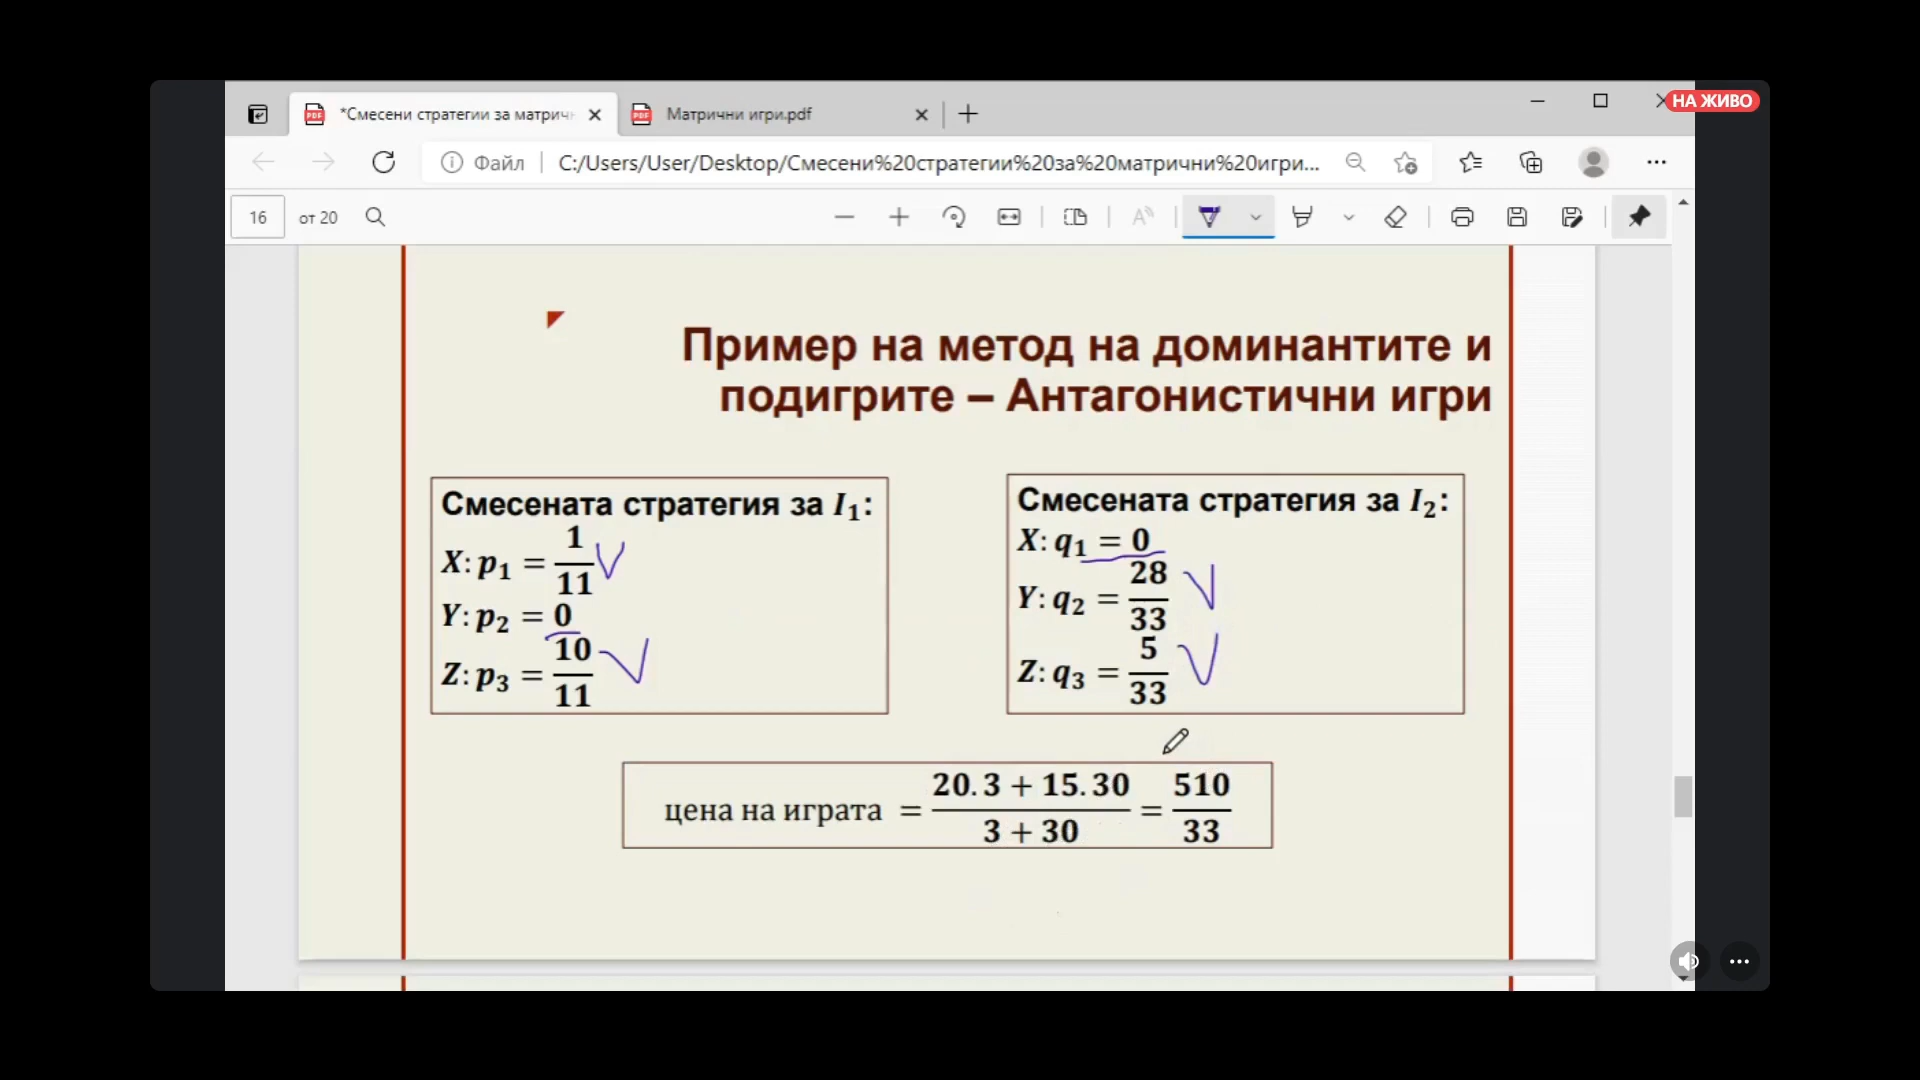 *Смесени стратегии за матричн
Матрични игри.pdf
НА ЖИВО
Файл
C:/Users/User/Desktop/Смесени%20стратегии%20за%20матрични%20игри...
16 от 20
Пример на метод на доминантите и
подигрите – Антагонистични игри
Смесената стратегия за I₁:
X: p₁ = 1/11
Y: p₂ = 0
Z: p₃ = 10/11
Смесената стратегия за I₂:
X: q₁ = 0
Y: q₂ = 28/33
Z: q₃ = 5/33
цена на играта = (20.3 + 15.30)/(3 + 30) = 510/33